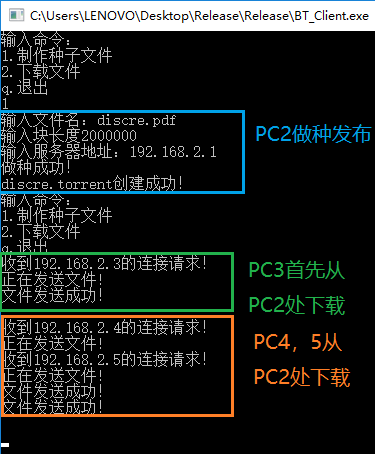 C:\Users\LENOVO\Desktop\Release\Release\BT_Client.exe
输入命令:
1.制作种子文件
2.下载文件
q.退出
1
输入文件名: discre.pdf
输入块长度2000000
输入服务器地址: 192.168.2.1
做种成功!
discre.torrent创建成功!
PC2做种发布
输入命令:
1.制作种子文件
2.下载文件
q.退出
收到192.168.2.3的连接请求!
正在发送文件!
文件发送成功!
PC3首先从
PC2处下载
收到192.168.2.4的连接请求!
正在发送文件!
收到192.168.2.5的连接请求!
正在发送文件!
文件发送成功!
文件发送成功!
PC4，5从
PC2处下载